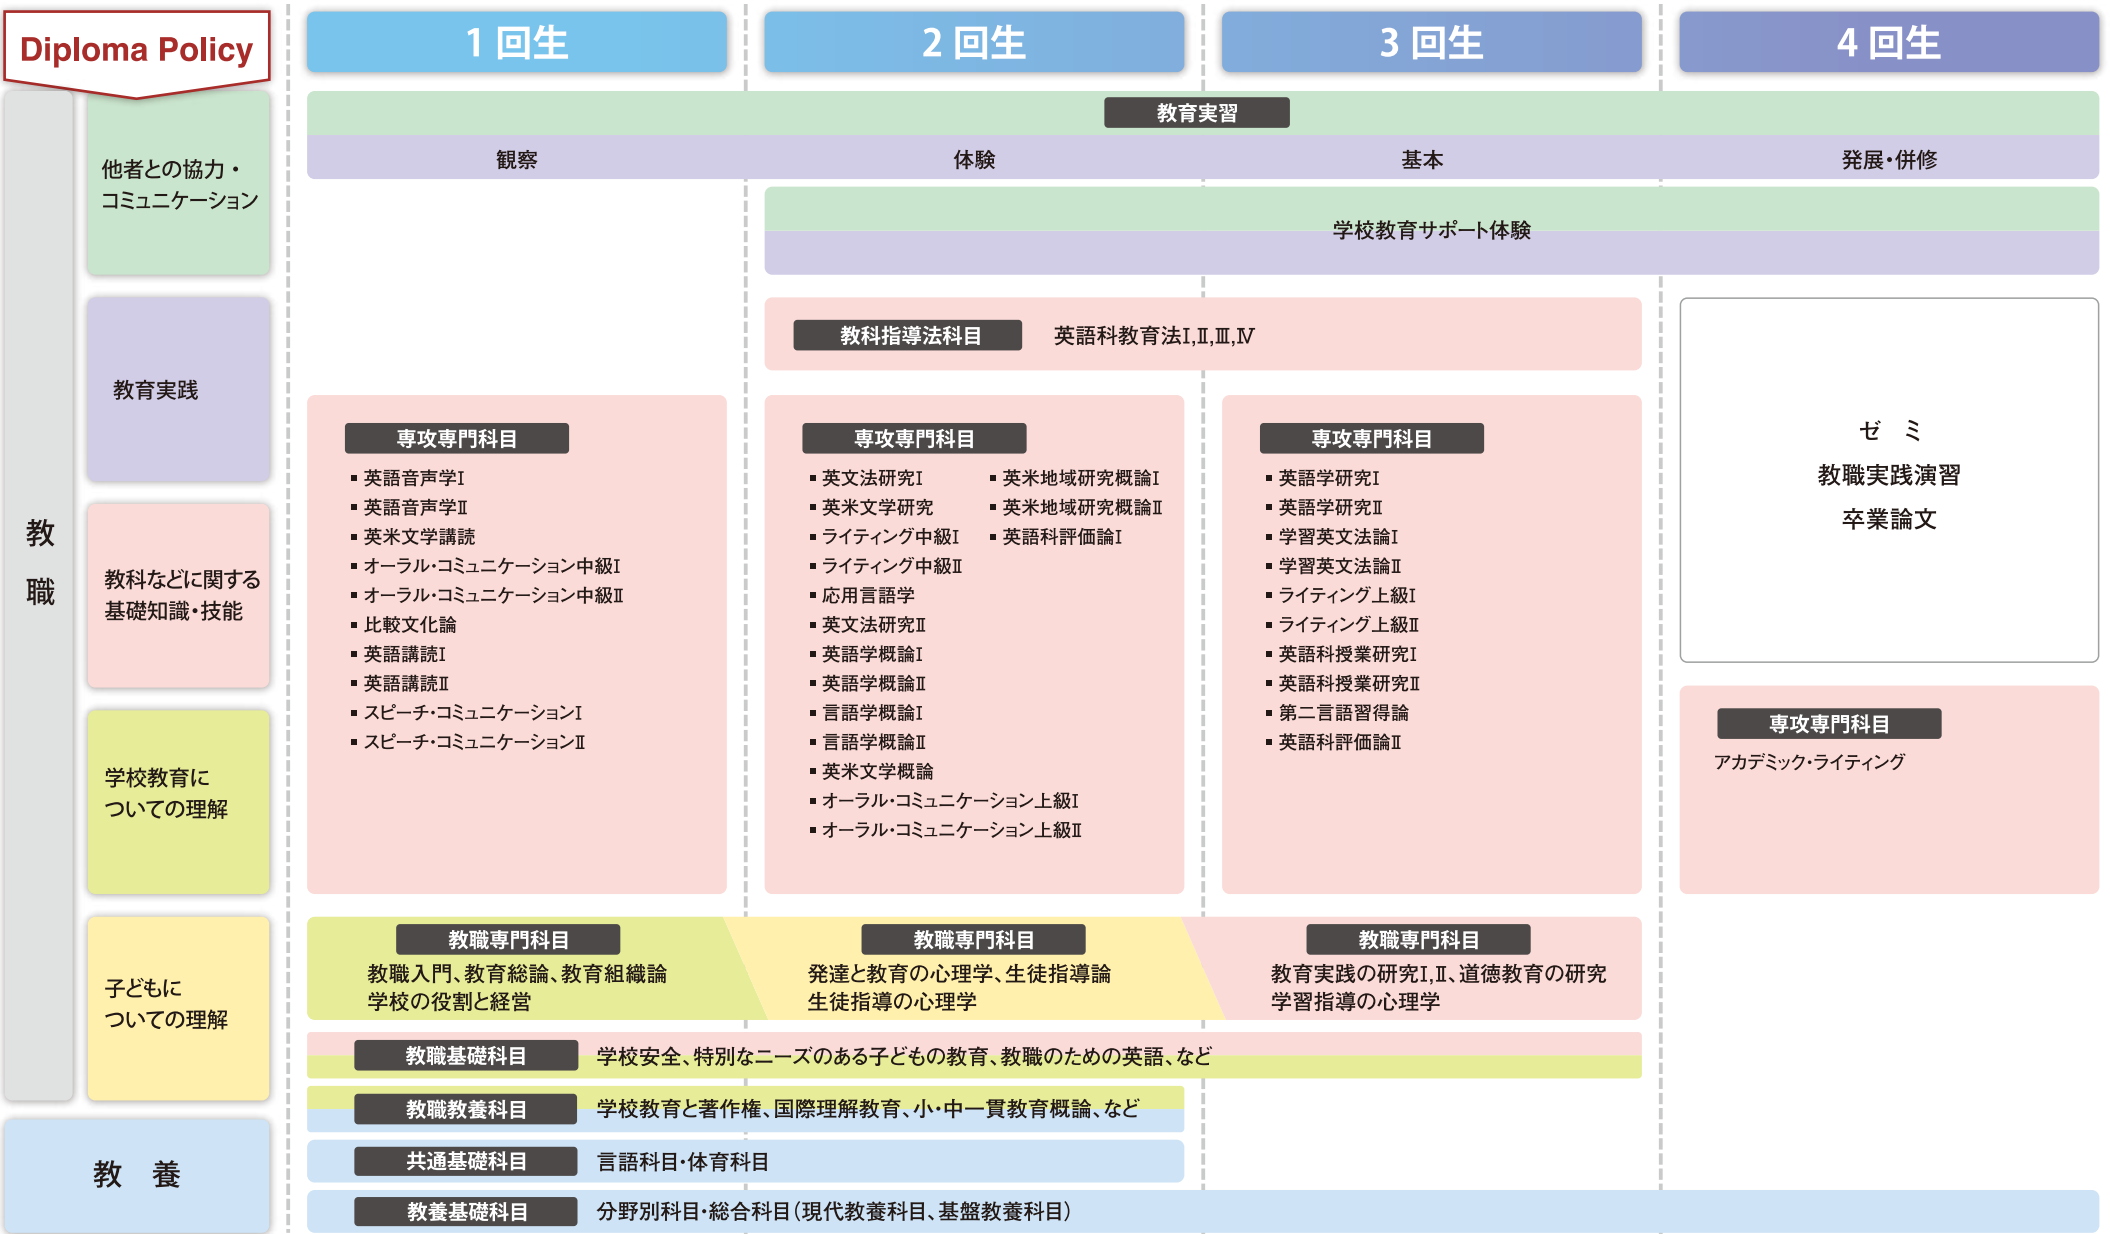 Diploma Policy
1 回生
2 回生
3 回生
4 回生
教職
他者との協力・
コミュニケーション
教育実践
教科などに関する
基礎知識・技能
学校教育に
ついての理解
子どもに
ついての理解
教 養
教育実習
観察
体験
基本
発展・併修
学校教育サポート体験
教科指導法科目
英語科教育法Ⅰ,Ⅱ,Ⅲ,Ⅳ
専攻専門科目
▪ 英語音声学Ⅰ
▪ 英語音声学Ⅱ
▪ 英米文学講読
▪ オーラル・コミュニケーション中級Ⅰ
▪ オーラル・コミュニケーション中級Ⅱ
▪ 比較文化論
▪ 英語講読Ⅰ
▪ 英語講読Ⅱ
▪ スピーチ・コミュニケーションⅠ
▪ スピーチ・コミュニケーションⅡ
専攻専門科目
▪ 英文法研究Ⅰ
▪ 英米文学研究
▪ ライティング中級Ⅰ
▪ ライティング中級Ⅱ
▪ 応用言語学
▪ 英文法研究Ⅱ
▪ 英語学概論Ⅰ
▪ 英語学概論Ⅱ
▪ 言語学概論Ⅰ
▪ 言語学概論Ⅱ
▪ 英米文学概論
▪ オーラル・コミュニケーション上級Ⅰ
▪ オーラル・コミュニケーション上級Ⅱ
▪ 英米地域研究概論Ⅰ
▪ 英米地域研究概論Ⅱ
▪ 英語科評価論Ⅰ
専攻専門科目
▪ 英語学研究Ⅰ
▪ 英語学研究Ⅱ
▪ 学習英文法論Ⅰ
▪ 学習英文法論Ⅱ
▪ ライティング上級Ⅰ
▪ ライティング上級Ⅱ
▪ 英語科授業研究Ⅰ
▪ 英語科授業研究Ⅱ
▪ 第二言語習得論
▪ 英語科評価論Ⅱ
ゼ ミ
教職実践演習
卒業論文
専攻専門科目
アカデミック・ライティング
教職専門科目
教職入門、教育総論、教育組織論
学校の役割と経営
教職専門科目
発達と教育の心理学、生徒指導論
生徒指導の心理学
教職専門科目
教育実践の研究Ⅰ,Ⅱ、道徳教育の研究
学習指導の心理学
教職基礎科目
学校安全、特別なニーズのある子どもの教育、教職のための英語、など
教職教養科目
学校教育と著作権、国際理解教育、小・中一貫教育概論、など
共通基礎科目
言語科目・体育科目
教養基礎科目
分野別科目・総合科目（現代教養科目、基盤教養科目）